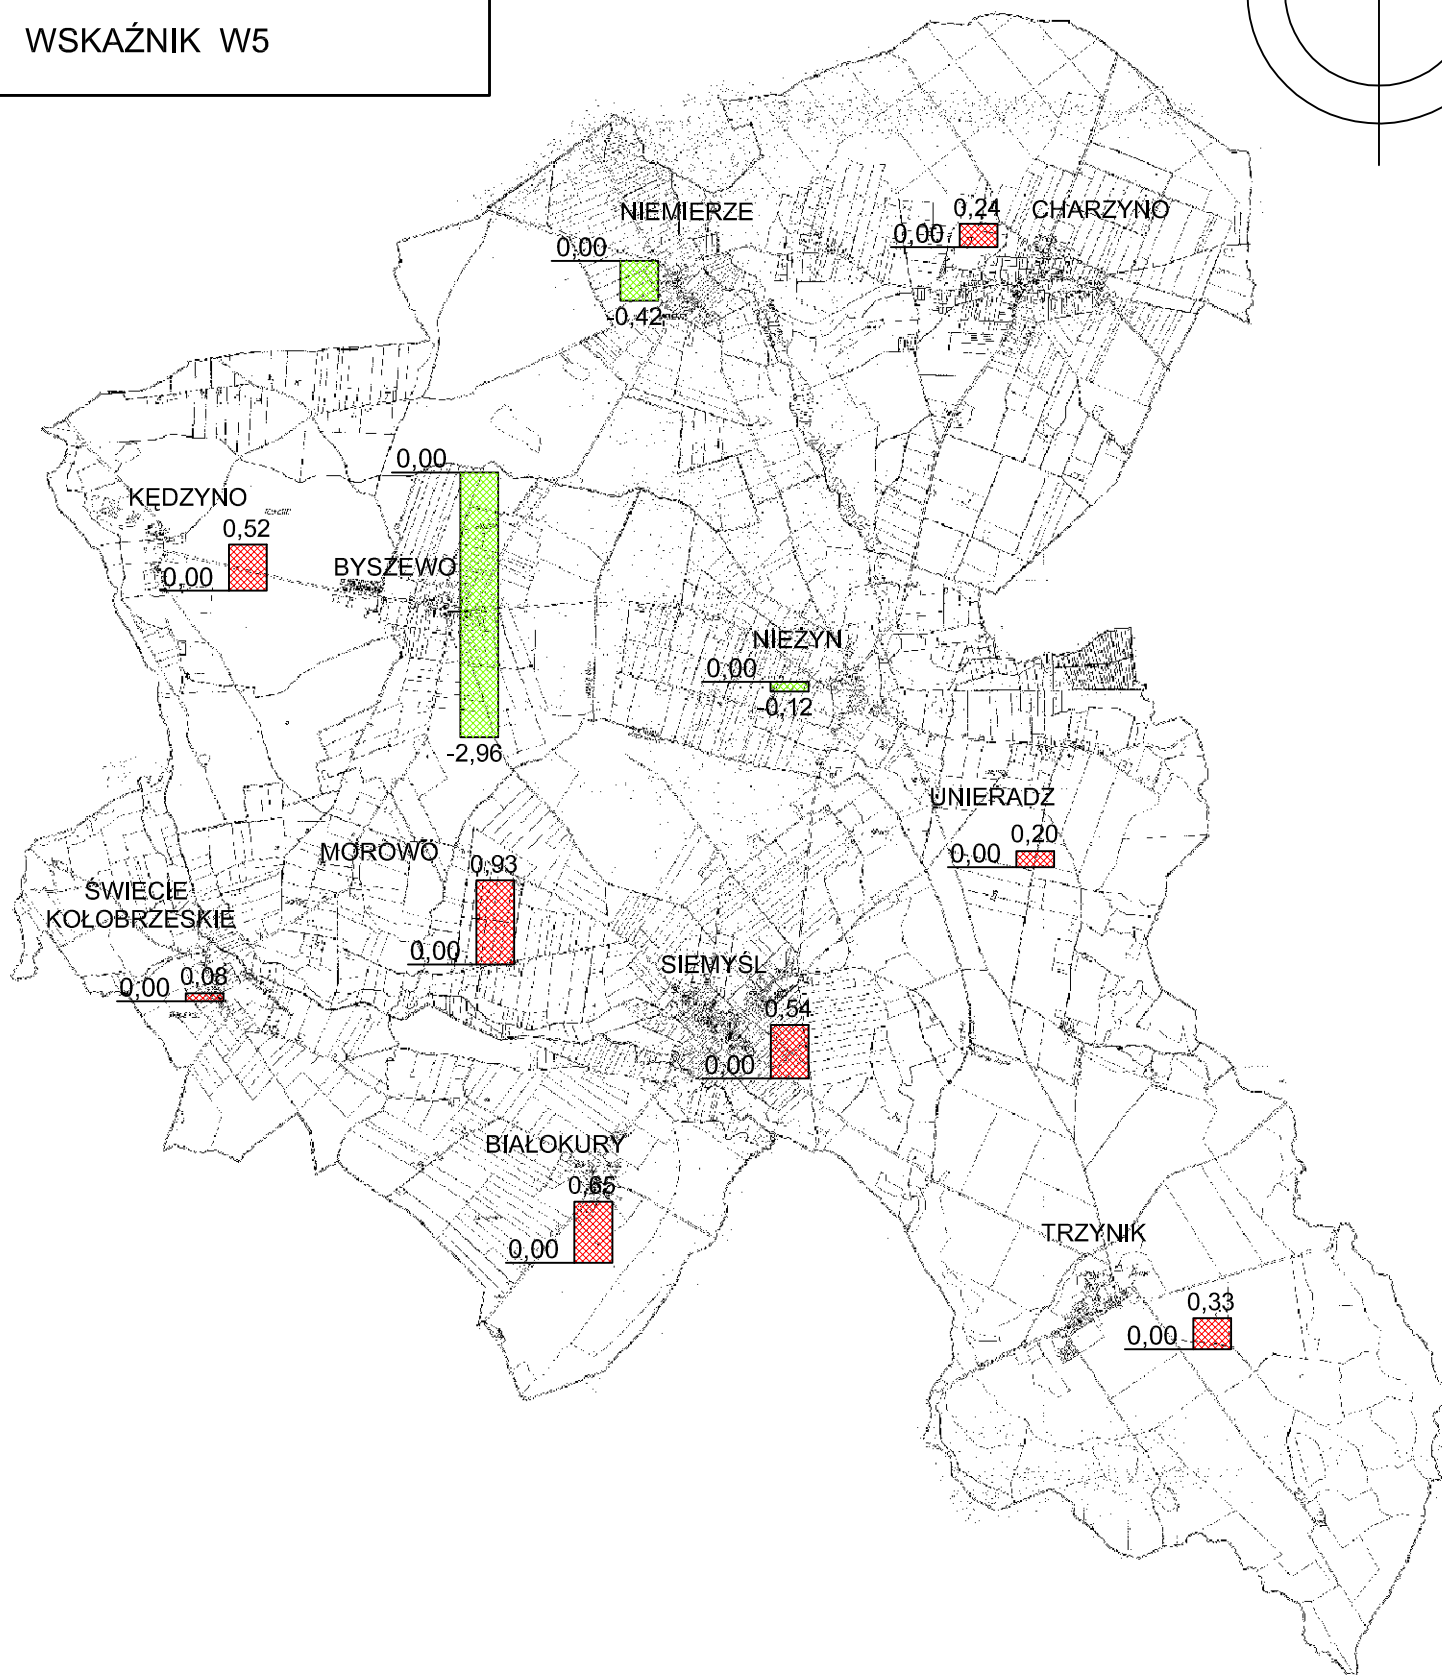 WSKAŹNIK W5
NIEMIERZE
0,00
-0,42
0,24
CHARZYNO
0,00
0,00
KĘDZYNO
0,52
0,00
BYSZEWO
-2,96
NIEŻYN
0,00
-0,12
UNIERADZ
0,20
0,00
MOROWO
0,93
0,00
ŚWIECIE
KOŁOBRZESKIE
0,00 0,08
SIEMYŚL
0,54
0,00
BIAŁOKURY
0,65
0,00
TRZYNIK
0,33
0,00